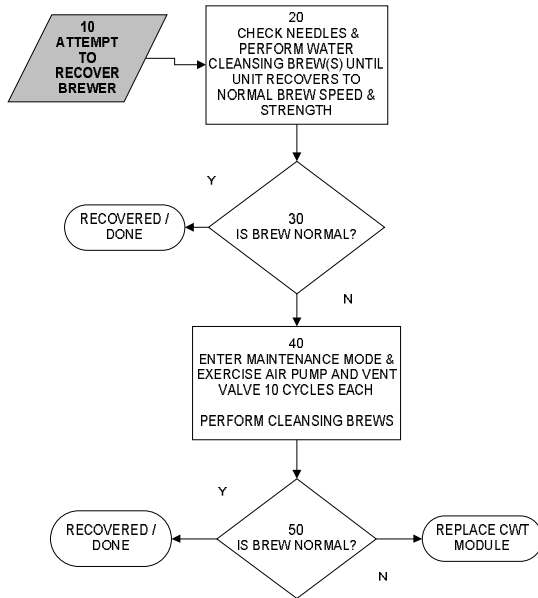 10
ATTEMPT
TO
RECOVER
BREWER
20
CHECK NEEDLES &
PERFORM WATER
CLEANSING BREW(S) UNTIL
UNIT RECOVERS TO
NORMAL BREW SPEED &
STRENGTH
Y
RECOVERED /
DONE
30
IS BREW NORMAL?
N
40
ENTER MAINTENANCE MODE &
EXERCISE AIR PUMP AND VENT
VALVE 10 CYCLES EACH
PERFORM CLEANSING BREWS
Y
RECOVERED /
DONE
50
IS BREW NORMAL?
REPLACE CWT
MODULE
N